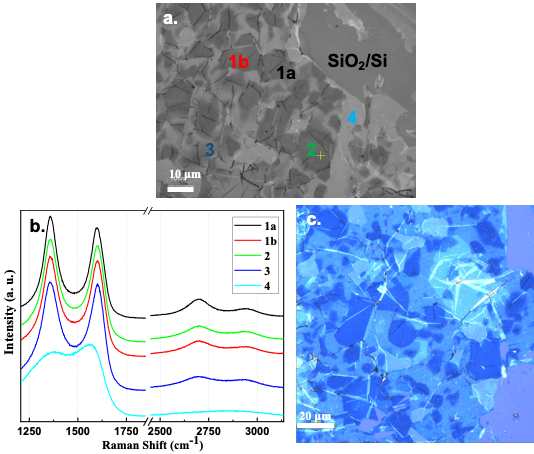 a.
SiO₂/Si
1b
1a
4
3
2
10 µm
b.
1a
1b
2
3
4
Intensity (a. u.)
1250
1500
1750
2500
2750
3000
Raman Shift (cm⁻¹)
c.
20 µm